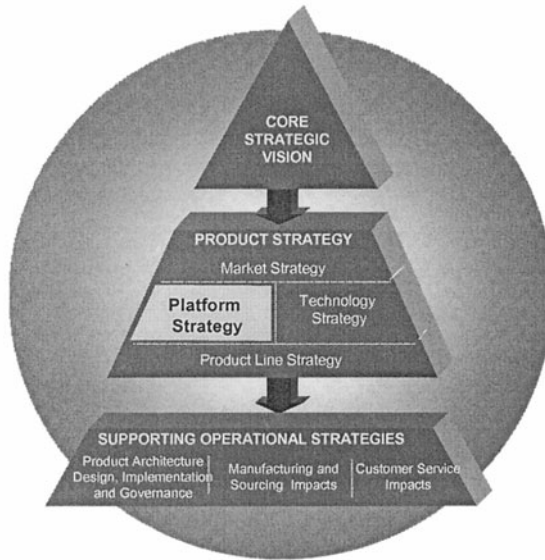 CORE
STRATEGIC
VISION
PRODUCT STRATEGY
Market Strategy
Platform
Strategy
Technology
Strategy
Product Line Strategy
SUPPORTING OPERATIONAL STRATEGIES
Product Architecture
Design, Implementation
and Governance
Manufacturing and
Sourcing Impacts
Customer Service
Impacts